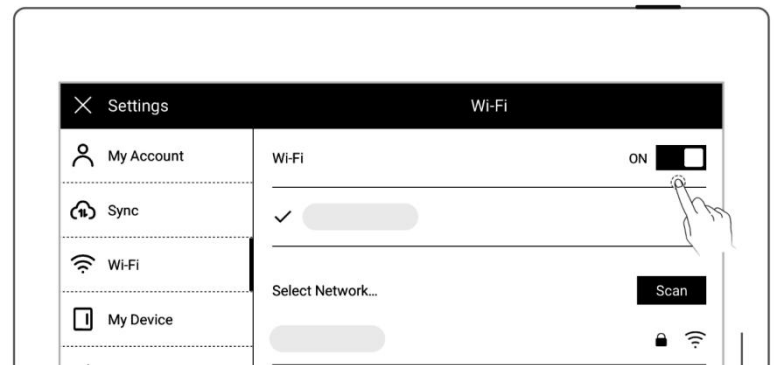 Settings
Wi-Fi
My Account
Wi-Fi
ON
Sync
Wi-Fi
Select Network...
Scan
My Device